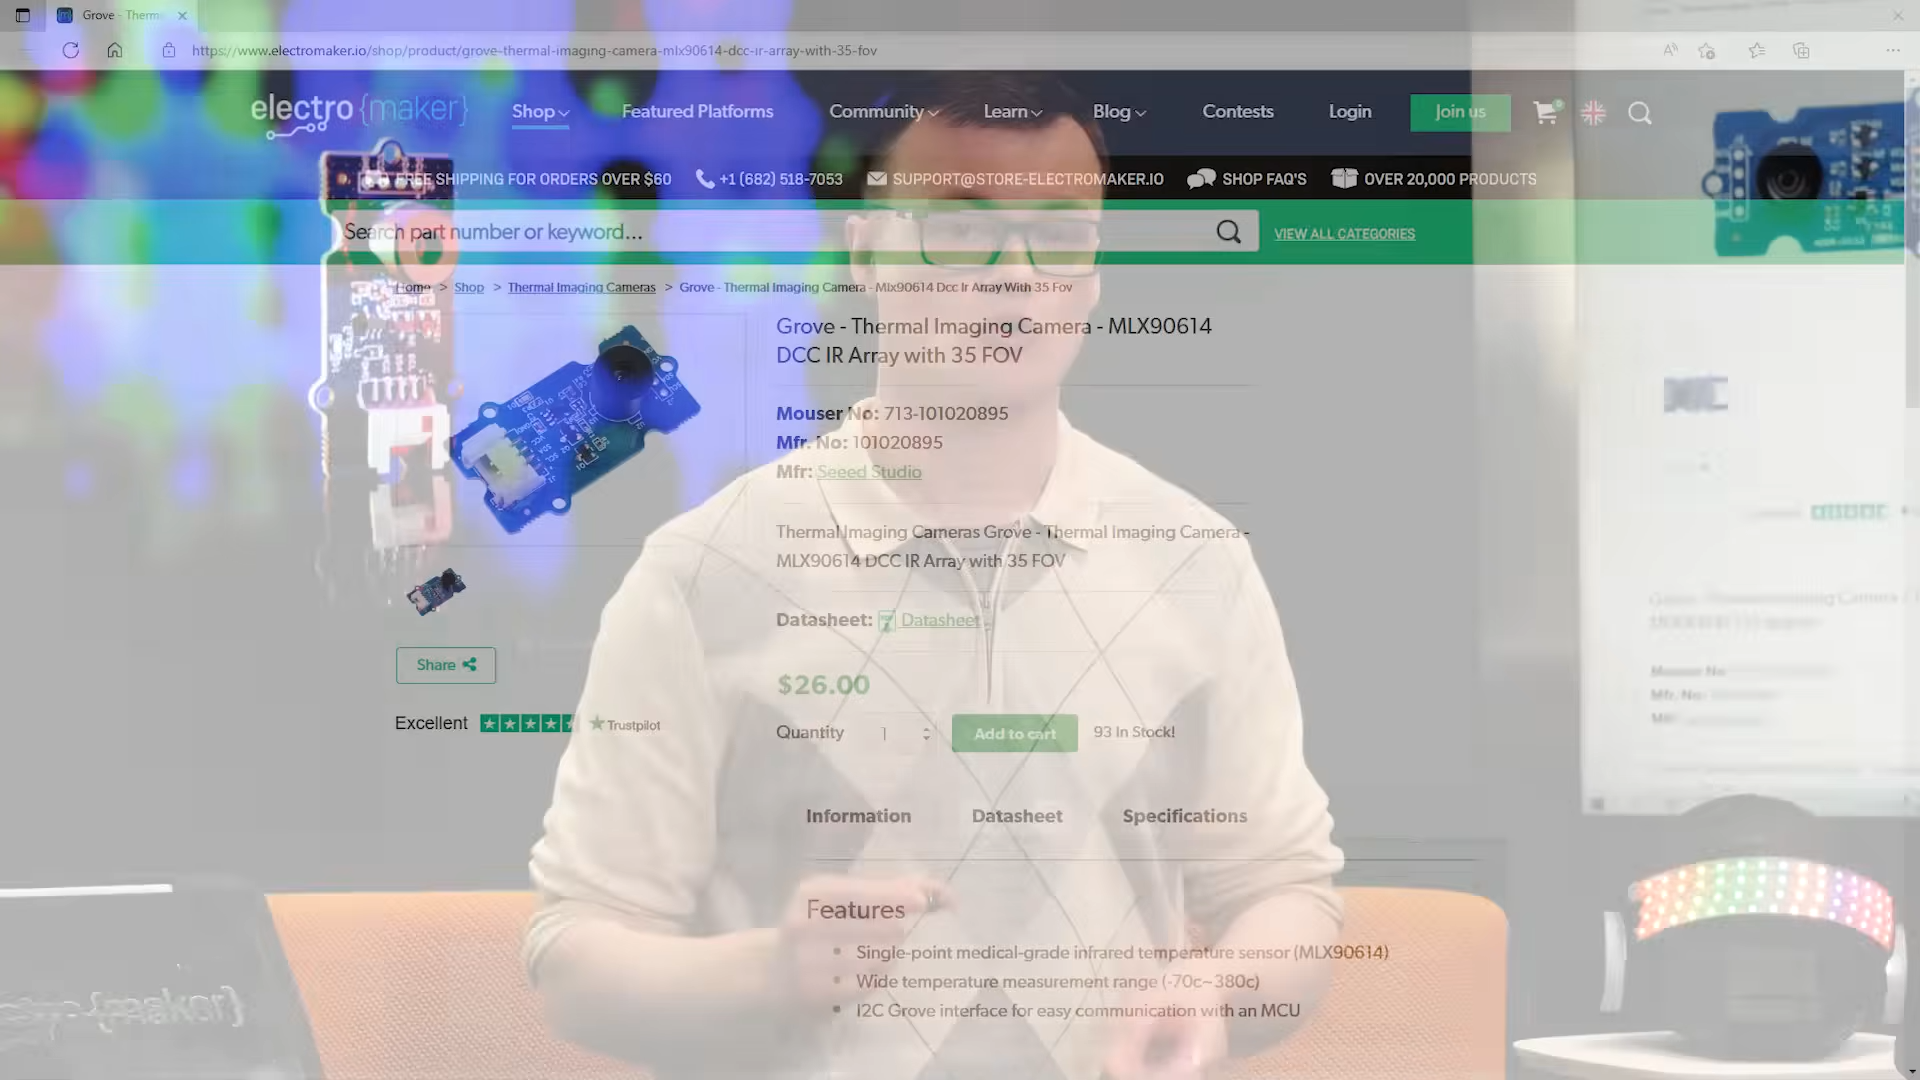 Grove - Therm
https://www.electromaker.io/shop/product/grove-thermal-imaging-camera-mlx90614-dcc-ir-array-with-35-fov
electro {maker}
Shop
Featured Platforms
Community
Learn
Blog
Contests
Login
Join us
0
FREE SHIPPING FOR ORDERS OVER $60
+1 (682) 518-7053
SUPPORT@STORE-ELECTROMAKER.IO
SHOP FAQ'S
OVER 20,000 PRODUCTS
Search part number or keyword...
VIEW ALL CATEGORIES
Home > Shop > Thermal Imaging Cameras > Grove - Thermal Imaging Camera - Mlx90614 Dcc Ir Array With 35 Fov
Grove - Thermal Imaging Camera - MLX90614
DCC IR Array with 35 FOV
Mouser No: 713-101020895
Mfr. No: 101020895
Mfr: Seeed Studio
Thermal Imaging Cameras Grove - Thermal Imaging Camera -
MLX90614 DCC IR Array with 35 FOV
Datasheet: Datasheet
$26.00
Share
Excellent
Trustpilot
Quantity
1
Add to cart
93 In Stock!
Information
Datasheet
Specifications
Features
Single-point medical-grade infrared temperature sensor (MLX90614)
Wide temperature measurement range (-70c~380c)
I2C Grove interface for easy communication with an MCU
Mouser No
Mfr. No:
{maker}